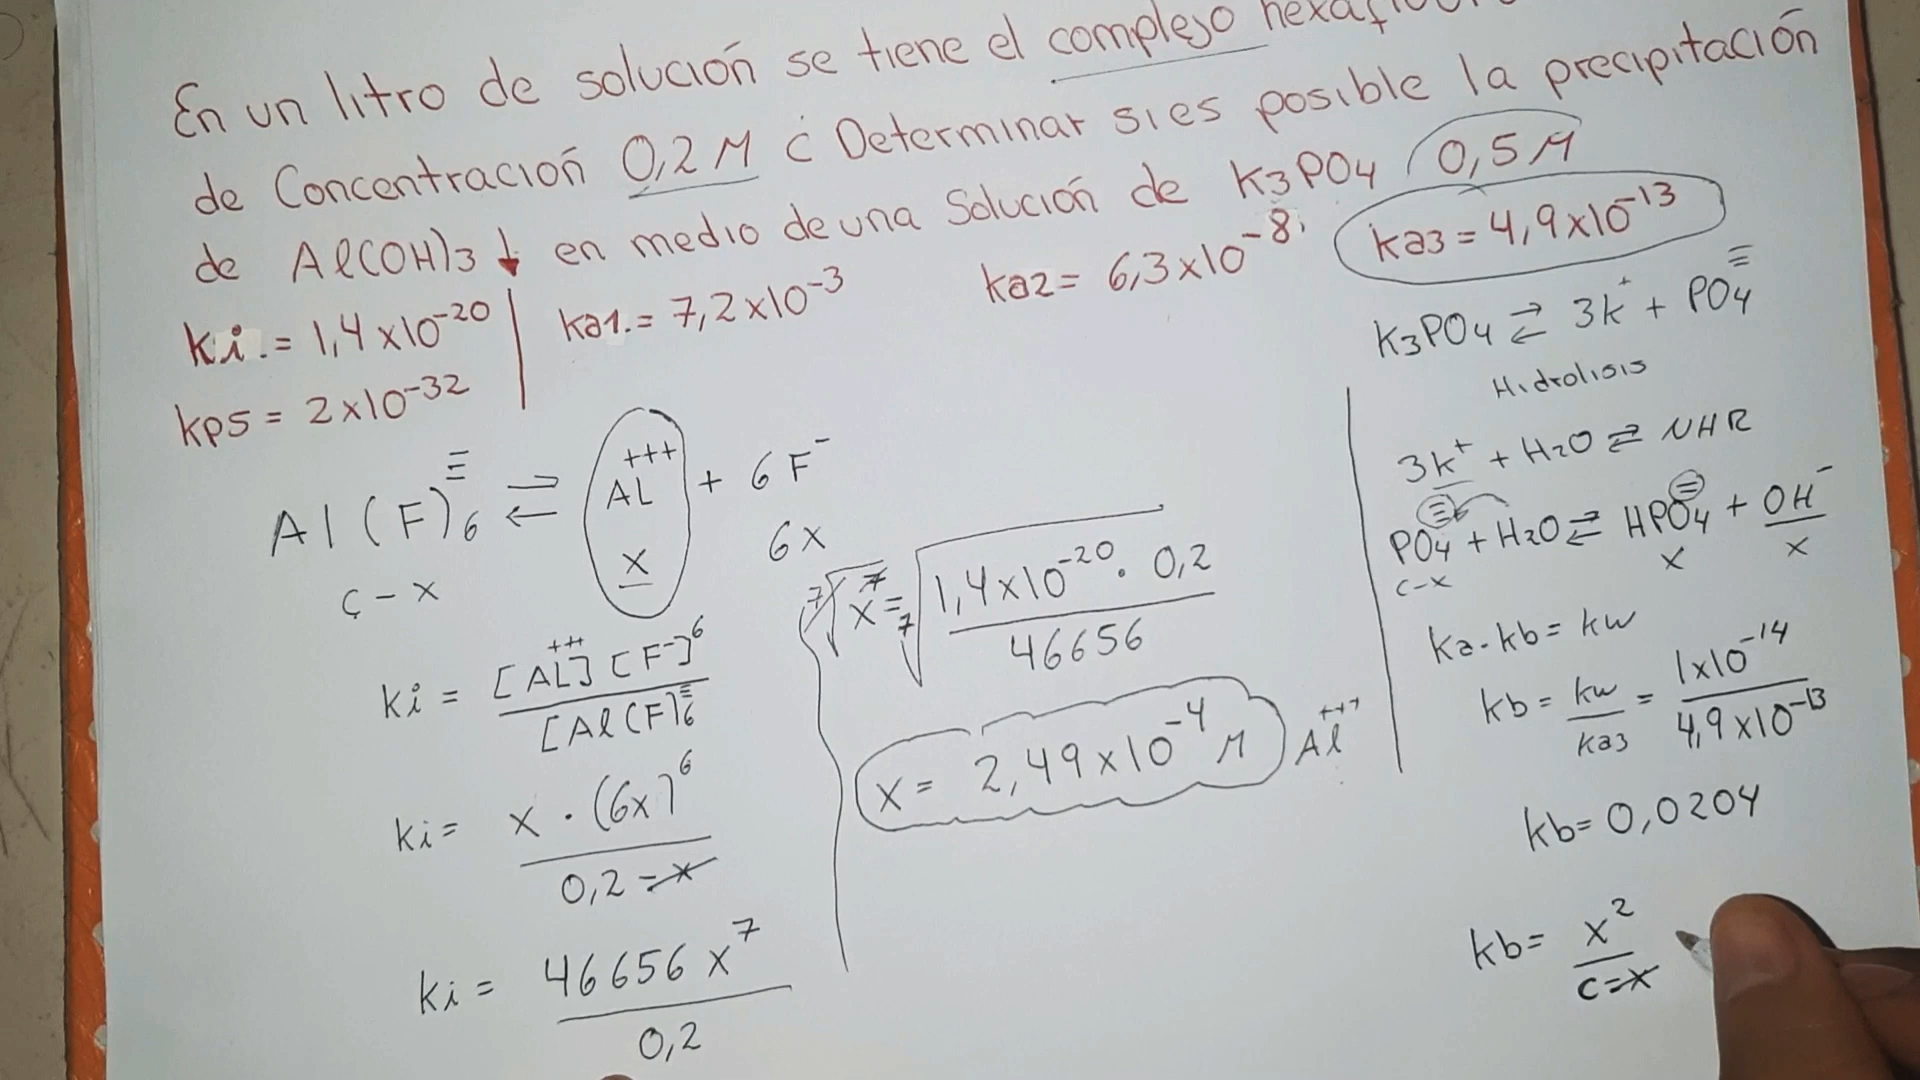 En un litro de solución se tiene el complejo
de Concentración 0,2 M ¿ Determinar si es posible la precipitación
de Al(OH)3 ↓ en medio de una Solución de K3PO4 0,5 M
ki.= 1,4x10⁻²⁰ ka1.= 7,2x10⁻³ ka2= 6,3x10⁻⁸ ka3 = 4,9x10⁻¹³
kps = 2x10⁻³²
Al(F)₆≡ ⇌ AL+++ + 6F⁻
c - x x 6x
ki = [AL+++] [F⁻]⁶ / [Al(F)₆≡]
ki = x · (6x)⁶ / 0,2 - x
ki = 46656 x⁷ / 0,2
⁷√x⁷ = ⁷√1,4x10⁻²⁰ · 0,2 / 46656
x = 2,49x10⁻⁴ M Al+++
K3PO4 ⇌ 3k⁺ + PO4≡
Hidrolisis
3k⁺ + H2O ⇌ NHR
PO4≡ + H2O ⇌ HPO4= + OH⁻
c-x x x
ka·kb = kw
kb = kw / ka3 = 1x10⁻¹⁴ / 4,9x10⁻¹³
kb= 0,0204
kb= x² / c-x